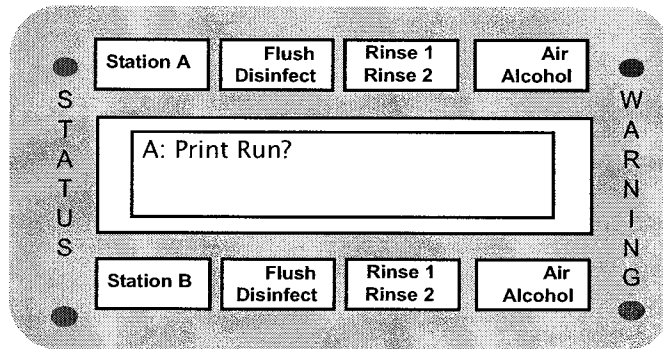 Station A
Flush
Disinfect
Rinse 1
Rinse 2
Air
Alcohol
STATUS
WARNING
A: Print Run?
Station B
Flush
Disinfect
Rinse 1
Rinse 2
Air
Alcohol